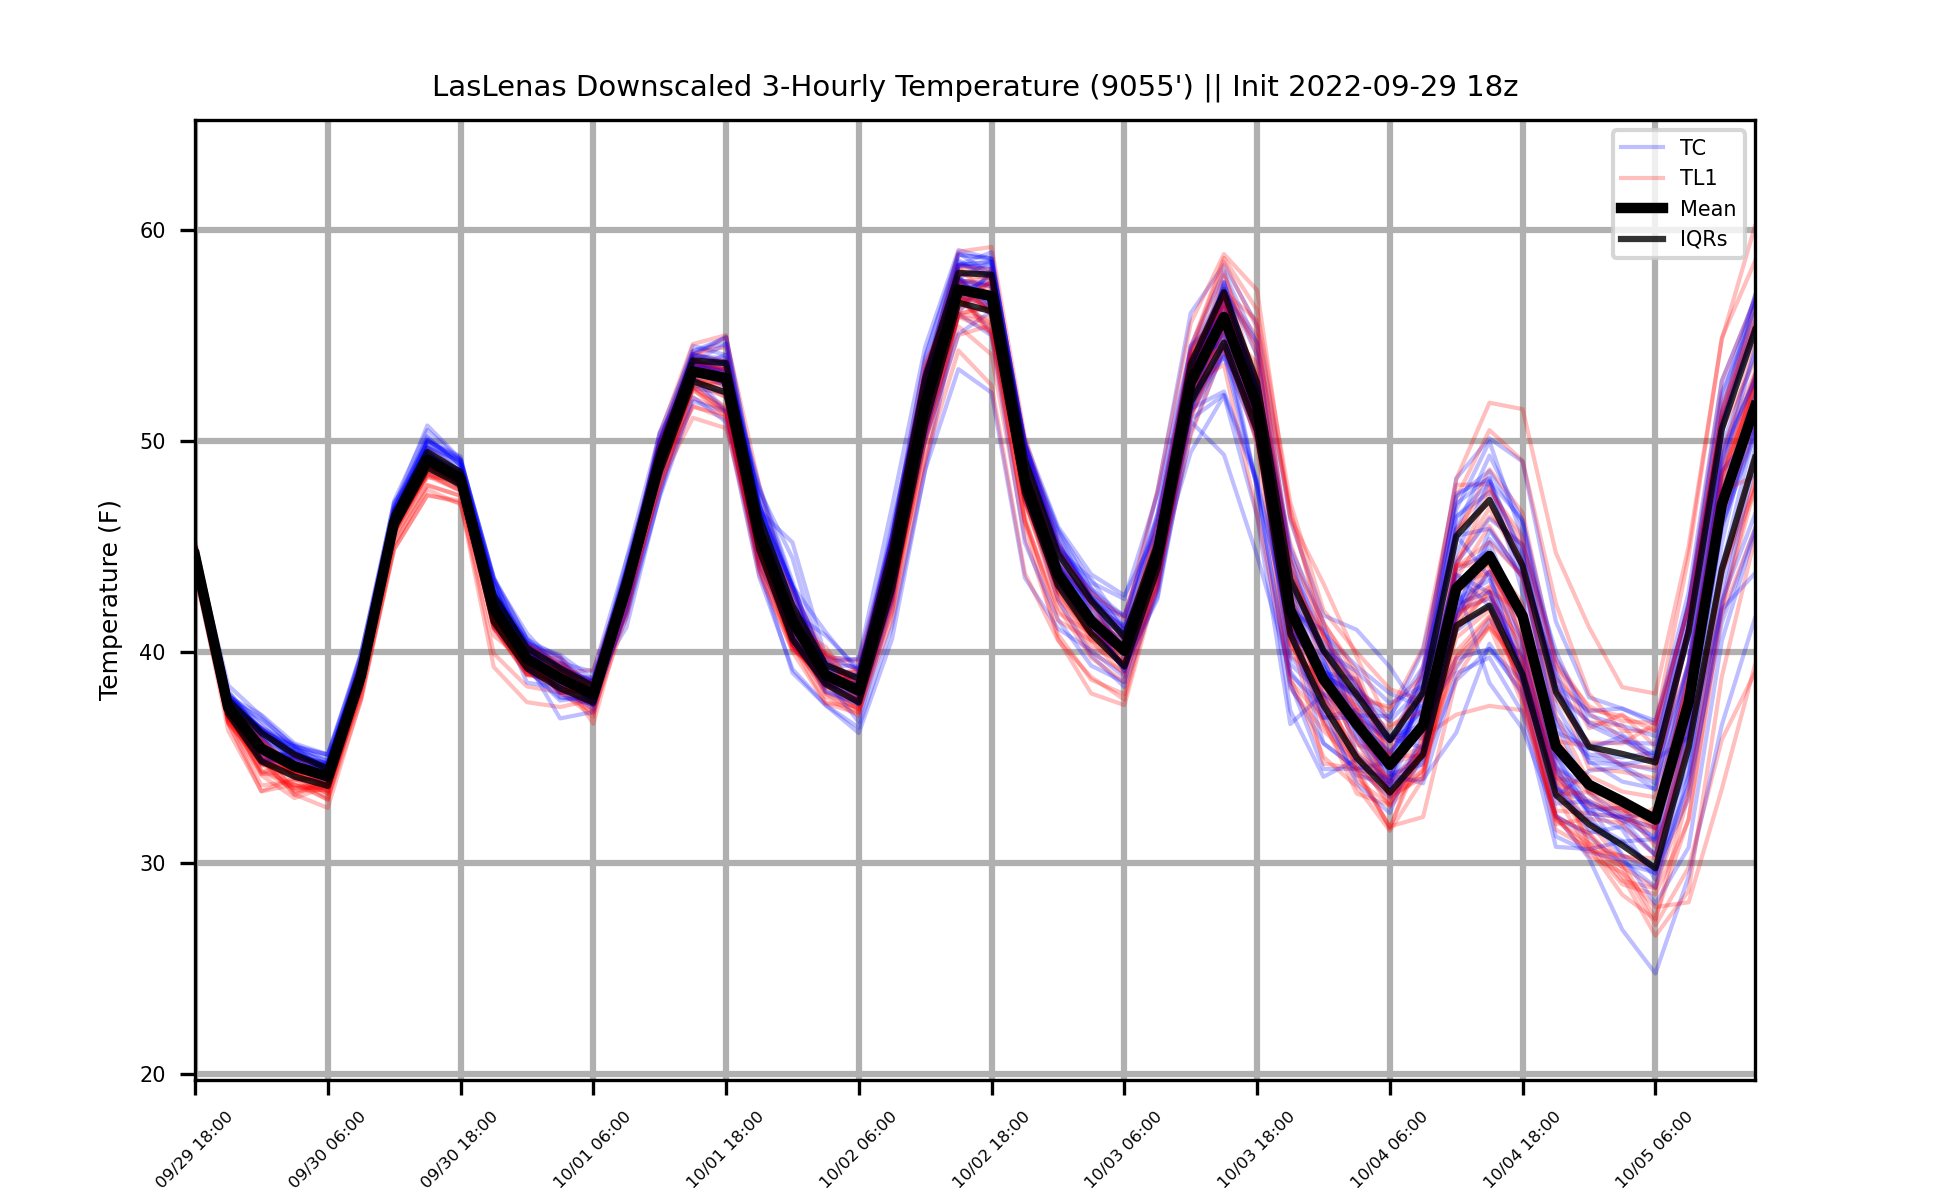 LasLenas Downscaled 3-Hourly Temperature (9055') || Init 2022-09-29 18z
TC
TL1
Mean
IQRs
Temperature (F)
60
50
40
30
20
09/29 18:00
09/30 06:00
09/30 18:00
10/01 06:00
10/01 18:00
10/02 06:00
10/02 18:00
10/03 06:00
10/03 18:00
10/04 06:00
10/04 18:00
10/05 06:00